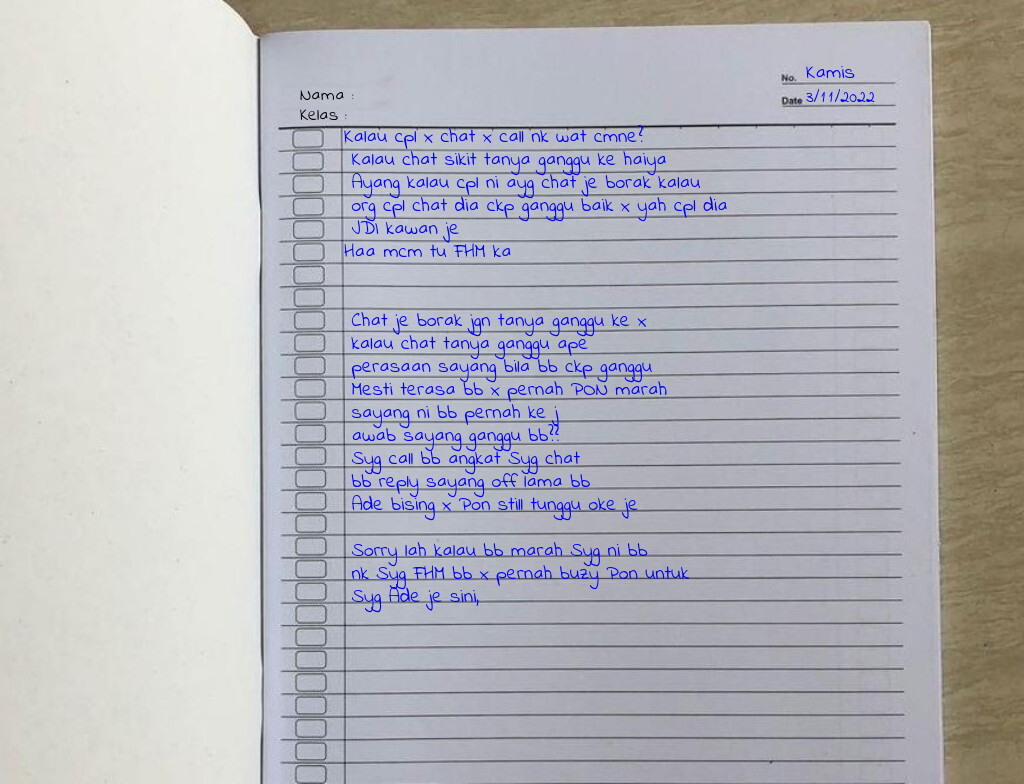 No. Kamis
Nama :
Date 3/11/2022
Kelas :
Kalau cpl x chat x call nk wat cmne?
Kalau chat sikit tanya ganggu ke haiya
Ayang kalau cpl ni ayg chat je borak kalau
org cpl chat dia ckp ganggu baik x yah cpl dia
JDI kawan je
Haa mcm tu FHM ka
Chat je borak jgn tanya ganggu ke x
kalau chat tanya ganggu ape
perasaan sayang bila bb ckp ganggu
Mesti terasa bb x pernah PON marah
sayang ni bb pernah ke j
awab sayang ganggu bb??
Syg call bb angkat Syg chat
bb reply sayang off lama bb
Ade bising x Pon still tunggu oke je
Sorry lah kalau bb marah Syg ni bb
nk Syg FHM bb x pernah buzy Pon untuk
Syg Ade je sini,